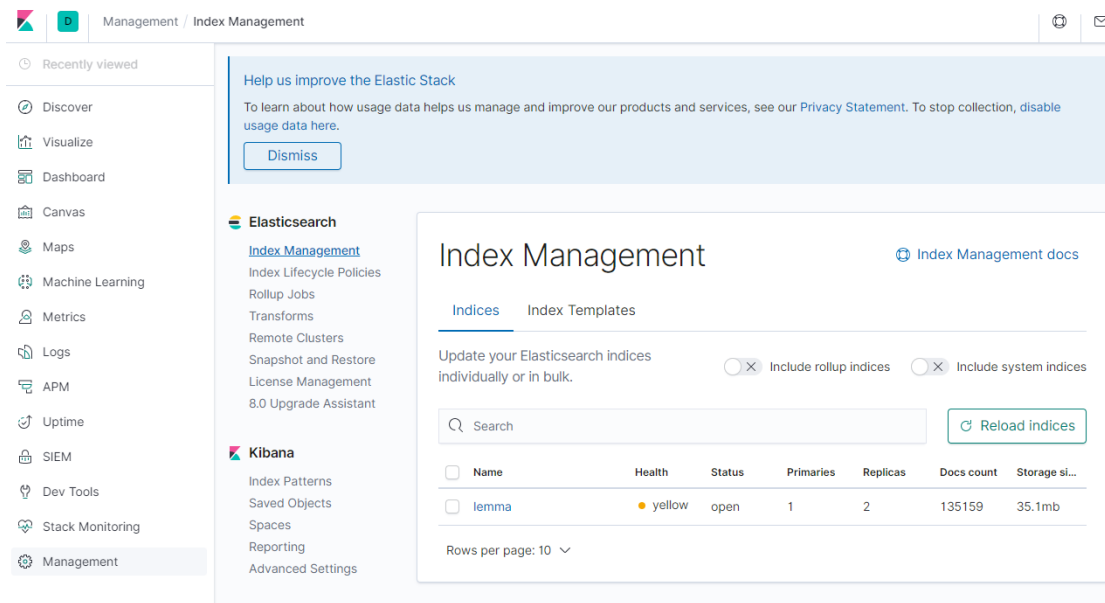 D
Management / Index Management
Recently viewed
Discover
Visualize
Dashboard
Canvas
Maps
Machine Learning
Metrics
Logs
APM
Uptime
SIEM
Dev Tools
Stack Monitoring
Management
Help us improve the Elastic Stack
To learn about how usage data helps us manage and improve our products and services, see our Privacy Statement. To stop collection, disable
usage data here.
Dismiss
Elasticsearch
Index Management
Index Lifecycle Policies
Rollup Jobs
Transforms
Remote Clusters
Snapshot and Restore
License Management
8.0 Upgrade Assistant
Kibana
Index Patterns
Saved Objects
Spaces
Reporting
Advanced Settings
Index Management
Index Management docs
Indices Index Templates
Update your Elasticsearch indices
individually or in bulk.
Include rollup indices Include system indices
Search
Reload indices
Name Health Status Primaries Replicas Docs count Storage si...
lemma yellow open 1 2 135159 35.1mb
Rows per page: 10